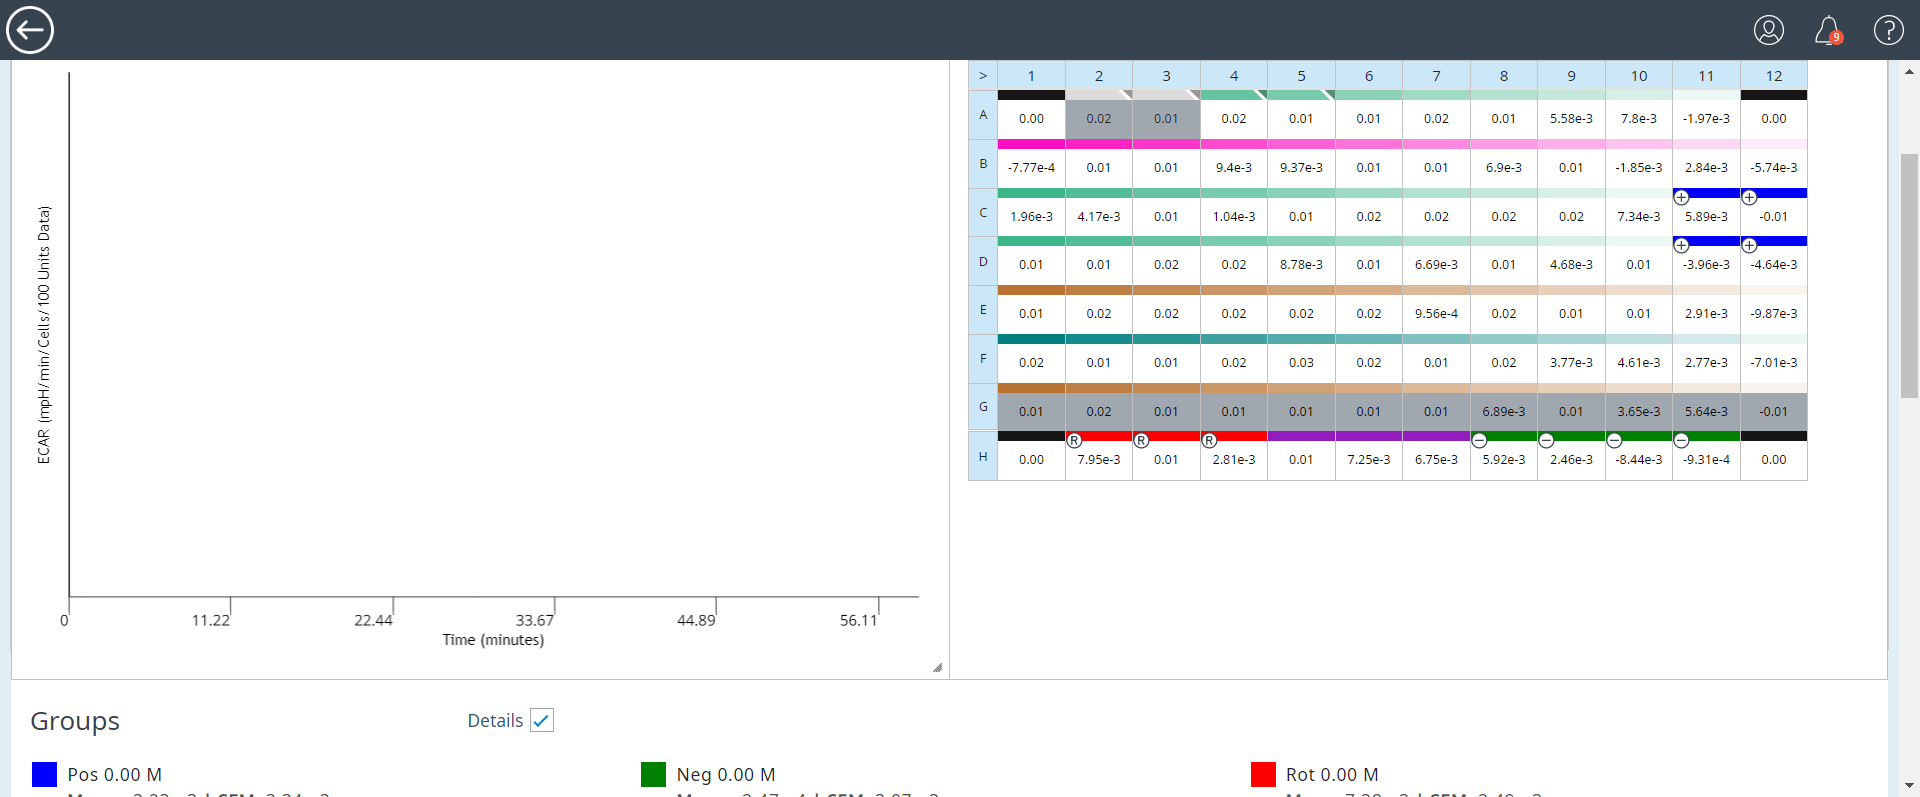 9 ?
> 1 2 3 4 5 6 7 8 9 10 11 12
A 0.00 0.02 0.01 0.02 0.01 0.01 0.02 0.01 5.58e-3 7.8e-3 -1.97e-3 0.00
B -7.77e-4 0.01 0.01 9.4e-3 9.37e-3 0.01 0.01 6.9e-3 0.01 -1.85e-3 2.84e-3 -5.74e-3
C 1.96e-3 4.17e-3 0.01 1.04e-3 0.01 0.02 0.02 0.02 0.02 7.34e-3 5.89e-3 -0.01
D 0.01 0.01 0.02 0.02 8.78e-3 0.01 6.69e-3 0.01 4.68e-3 0.01 -3.96e-3 -4.64e-3
E 0.01 0.02 0.02 0.02 0.02 0.02 9.56e-4 0.02 0.01 0.01 2.91e-3 -9.87e-3
F 0.02 0.01 0.01 0.02 0.03 0.02 0.01 0.02 3.77e-3 4.61e-3 2.77e-3 -7.01e-3
G 0.01 0.02 0.01 0.01 0.01 0.01 0.01 6.89e-3 0.01 3.65e-3 5.64e-3 -0.01
R R R
H 0.00 7.95e-3 0.01 2.81e-3 0.01 7.25e-3 6.75e-3 5.92e-3 2.46e-3 -8.44e-3 -9.31e-4 0.00
ECAR (mpH/min/Cells/100 Units Data)
0 11.22 22.44 33.67 44.89 56.11
Time (minutes)
Groups Details
Pos 0.00 M Neg 0.00 M Rot 0.00 M